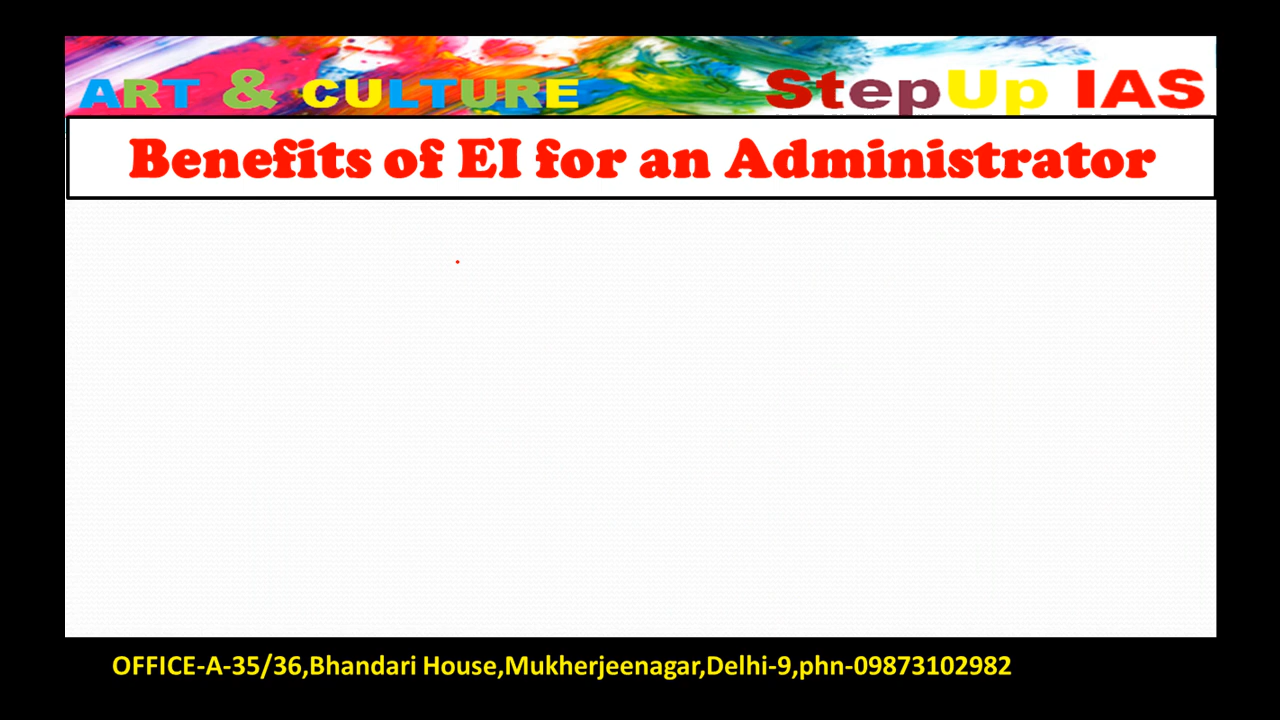 ART & CULTURE StepUp IAS
Benefits of EI for an Administrator
OFFICE-A-35/36,Bhandari House,Mukherjeenagar,Delhi-9,phn-09873102982